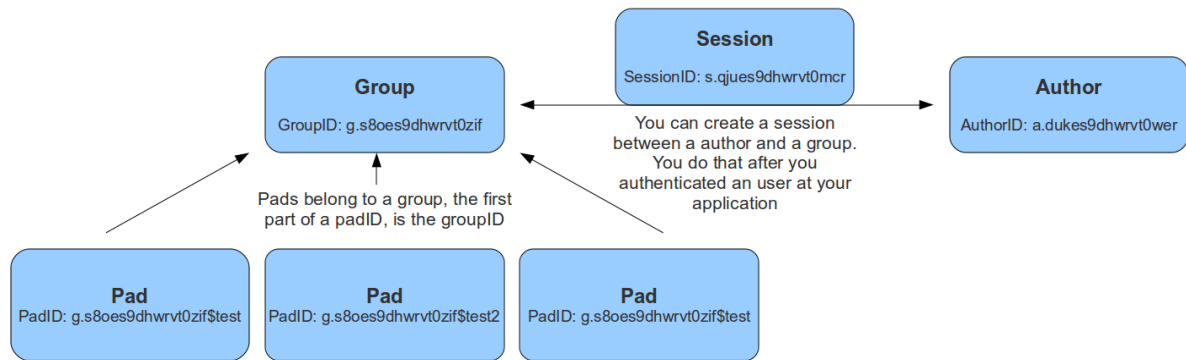 Session
SessionID: s.qjues9dhwrvt0mcr
Group
GroupID: g.s8oes9dhwrvt0zif
Author
AuthorID: a.dukes9dhwrvt0wer
You can create a session
between a author and a group.
You do that after you
authenticated an user at your
application
Pads belong to a group, the first
part of a padID, is the groupID
Pad
PadID: g.s8oes9dhwrvt0zif$test
Pad
PadID: g.s8oes9dhwrvt0zif$test2
Pad
PadID: g.s8oes9dhwrvt0zif$test